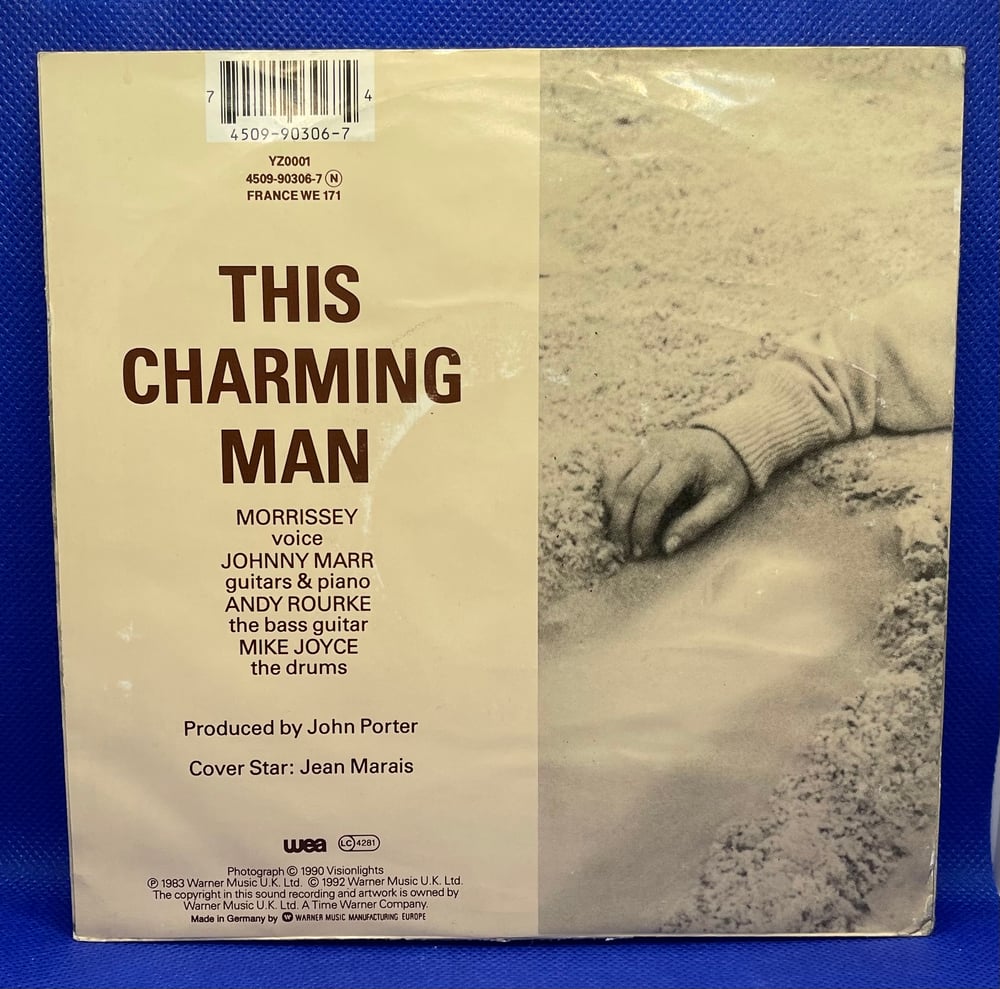 7 4
4509-90306-7
YZ0001
4509-90306-7 Ⓝ
FRANCE WE 171
THIS
CHARMING
MAN
MORRISSEY
voice
JOHNNY MARR
guitars & piano
ANDY ROURKE
the bass guitar
MIKE JOYCE
the drums
Produced by John Porter
Cover Star: Jean Marais
wea LC 4281
Photograph © 1990 Visionlights
℗ 1983 Warner Music U.K. Ltd. © 1992 Warner Music U.K. Ltd.
The copyright in this sound recording and artwork is owned by
Warner Music U.K. Ltd. A Time Warner Company.
Made in Germany by WARNER MUSIC MANUFACTURING EUROPE